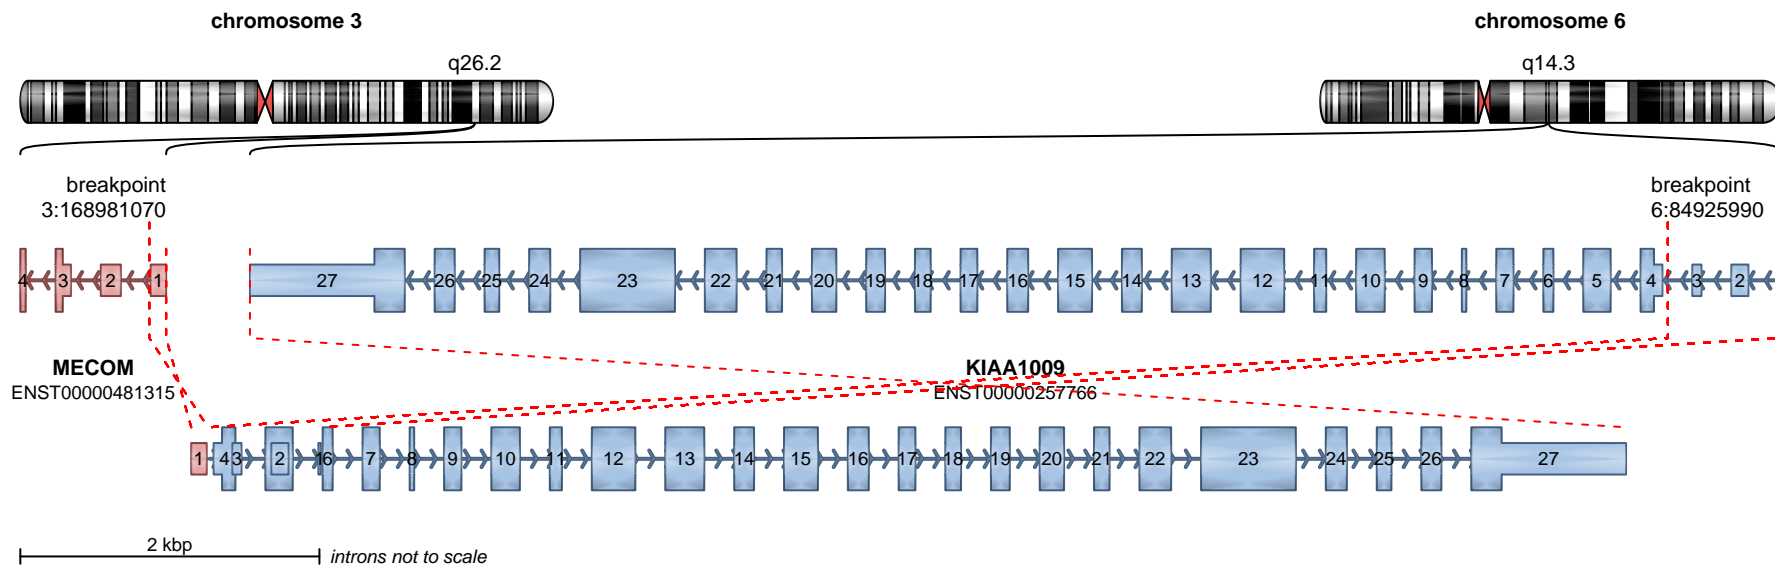 chromosome 3
chromosome 6
q26.2
q14.3
breakpoint
3:168981070
breakpoint
6:84925990
4 3 2 1 27 26 25 24 23 22 21 20 19 18 17 16 15 14 13 12 11 10 9 8 7 6 5 4 3 2
MECOM
ENST00000481315
KIAA1009
ENST00000257766
1 4 3 2 1 6 7 8 9 10 11 12 13 14 15 16 17 18 19 20 21 22 23 24 25 26 27
2 kbp
introns not to scale